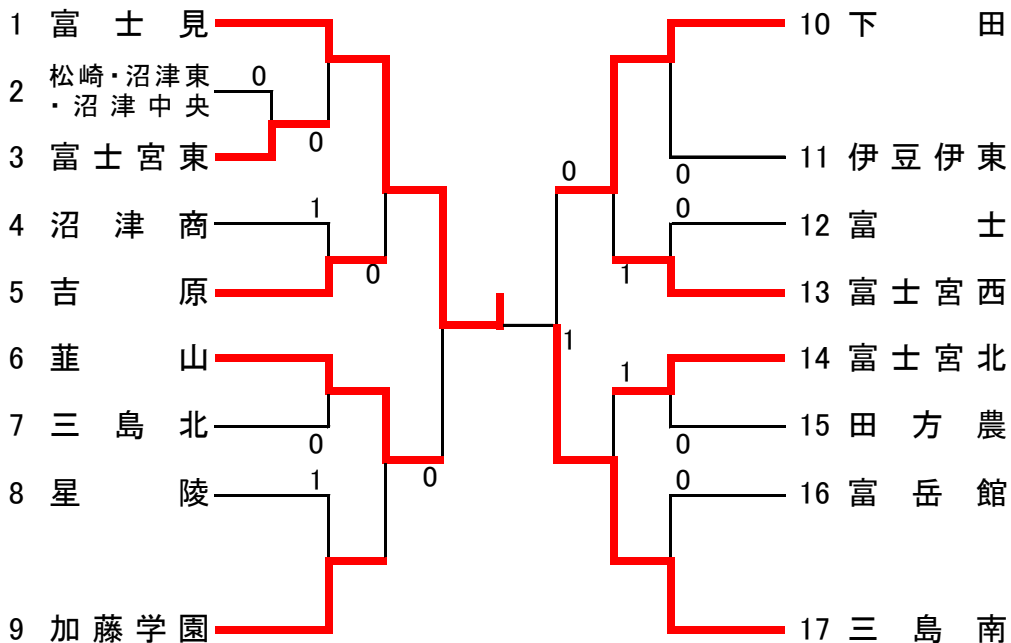 1 富士見
0
2 松崎・沼津東
・沼津中央
0
3 富士宮東
1
4 沼津商
0
5 吉原
6 韮山
7 三島北
0
1
0
8 星陵
9 加藤学園
10 下田
0
11 伊豆伊東
0
0
12 富士
1
13 富士宮西
1
1
14 富士宮北
15 田方農
0
0
16 富岳館
17 三島南